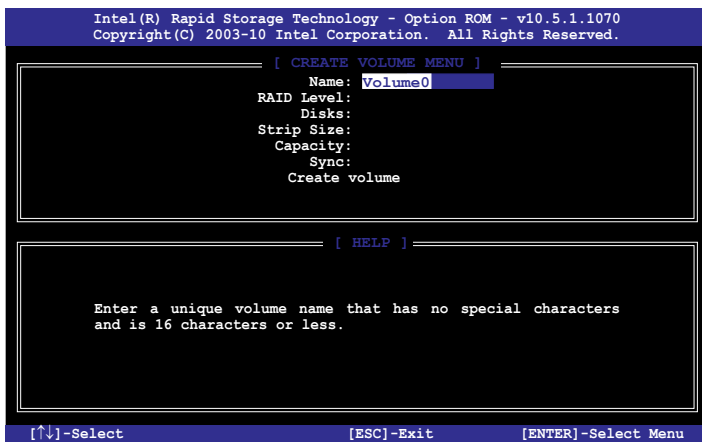 Intel(R) Rapid Storage Technology - Option ROM - v10.5.1.1070
Copyright(C) 2003-10 Intel Corporation. All Rights Reserved.
[ CREATE VOLUME MENU ]
Name: Volume0
RAID Level:
Disks:
Strip Size:
Capacity:
Sync:
Create volume
[ HELP ]
Enter a unique volume name that has no special characters
and is 16 characters or less.
[↑↓]-Select [ESC]-Exit [ENTER]-Select Menu